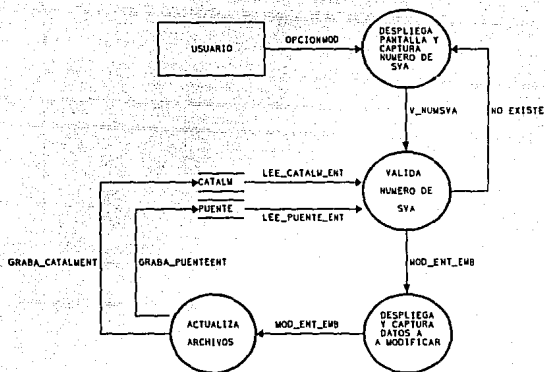 USUARIO
OPCIONMOD
DESPLIEGA
PANTALLA Y
CAPTURA
NUMERO DE
SVA
V_NUMSVA
NO EXISTE
CATALM
LEE_CATALM_ENT
PUENTE
LEE_PUENTE_ENT
VALIDA
NUMERO DE
SVA
GRABA_CATALMENT
GRABA_PUENTEENT
MOD_ENT_EMB
ACTUALIZA
ARCHIVOS
MOD_ENT_EMB
DESPLIEGA
Y CAPTURA
DATOS A
A MODIFICAR